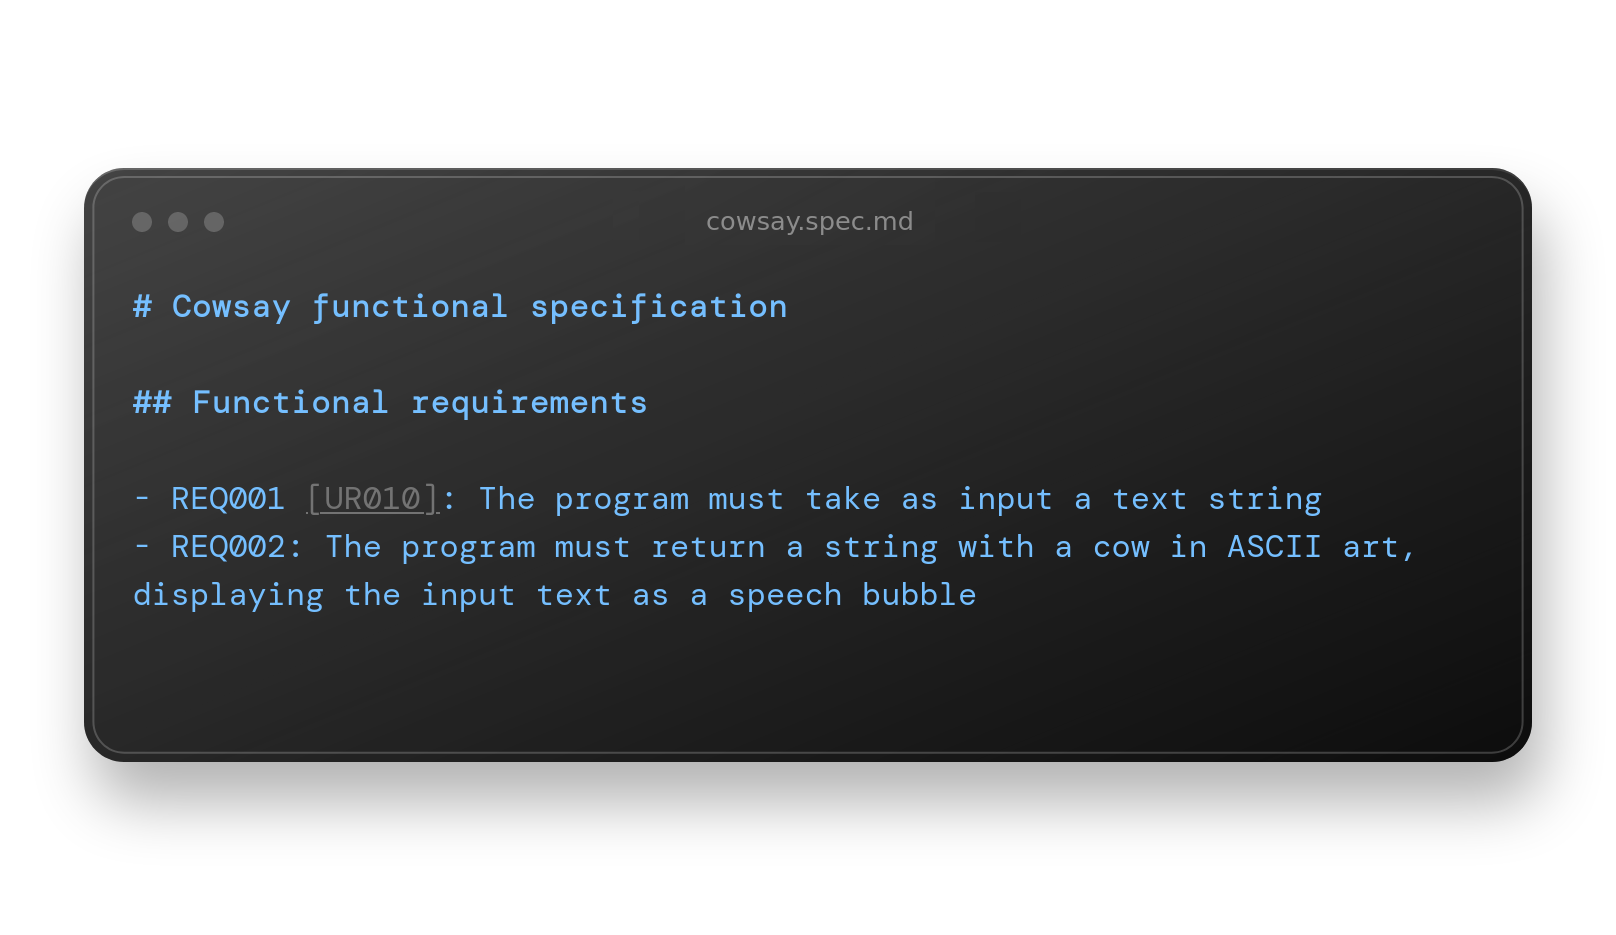 cowsay.spec.md
# Cowsay functional specification
## Functional requirements
- REQ001 [UR010]: The program must take as input a text string
- REQ002: The program must return a string with a cow in ASCII art,
displaying the input text as a speech bubble